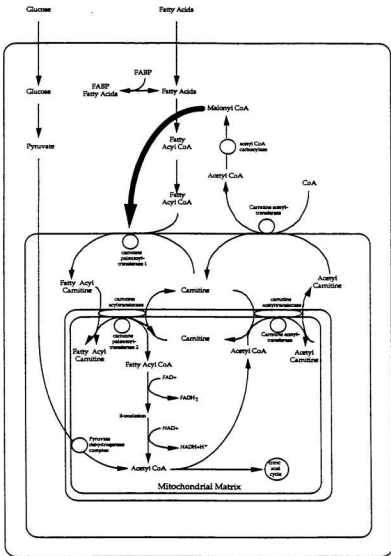 Glucose
Fatty Acids
FABP
Glucose
FABP
Fatty Acids
Fatty Acids
Malonyl CoA
Pyruvate
Fatty
Acyl CoA
acetyl CoA
carboxylase
Acetyl CoA
CoA
Fatty
Acyl CoA
Carnitine acetyl-
transferase
carnitine
palmitoyl-
transferase 1
Fatty Acyl
Carnitine
Carnitine
Acetyl
Carnitine
carnitine
acyltranslocase
carnitine
acetyltranslocase
carnitine
palmitoyl-
transferase 2
Carnitine
Carnitine acetyl-
transferase
Fatty Acyl
Carnitine
Acetyl CoA
Acetyl
Carnitine
Fatty Acyl CoA
FAD+
FADH2
β-oxidation
NAD+
NADH+H+
Pyruvate
dehydrogenase
complex
Acetyl CoA
Citric
acid
cycle
Mitochondrial Matrix